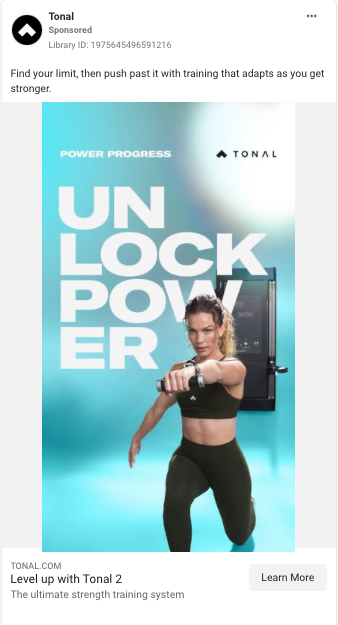 Tonal
Sponsored
Library ID: 1975645496591216
Find your limit, then push past it with training that adapts as you get
stronger.
POWER PROGRESS
TONAL
UN
LOCK
POW
ER
TONAL.COM
Level up with Tonal 2
The ultimate strength training system
Learn More